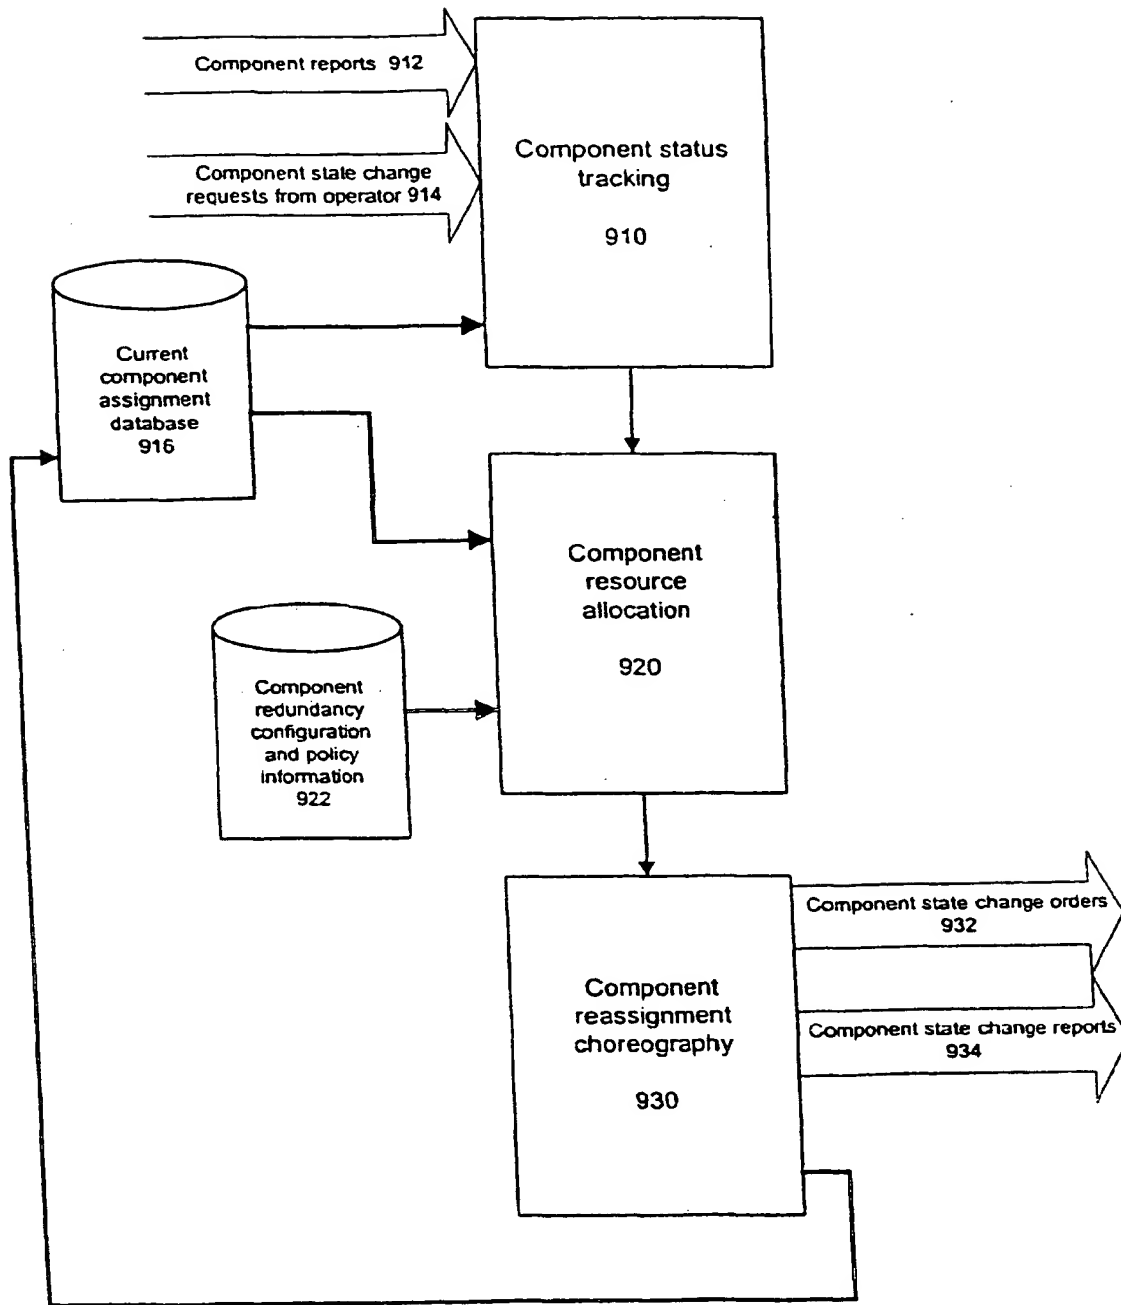 Component reports 912
Component state change
requests from operator 914
Component status
tracking
910
Current
component
assignment
database
916
Component
resource
allocation
920
Component
redundancy
configuration
and policy
information
922
Component state change orders
932
Component
reassignment
choreography
930
Component state change reports
934